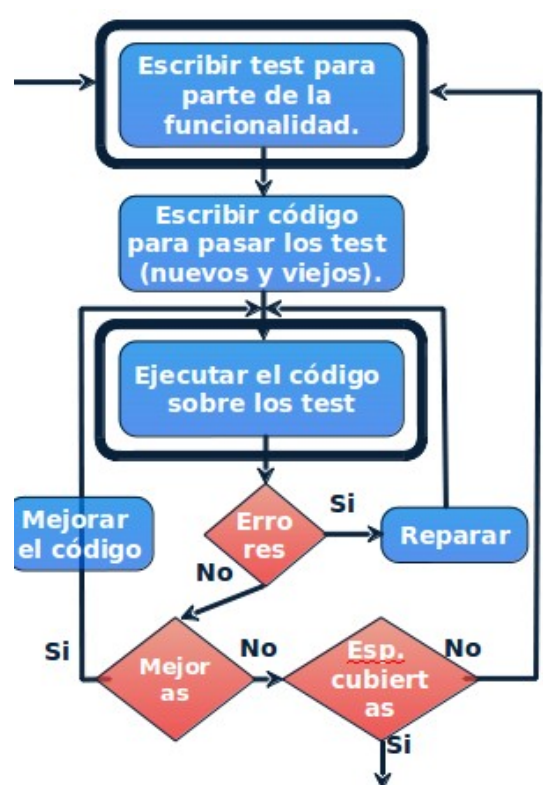 Escribir test para
parte de la
funcionalidad.
Escribir código
para pasar los test
(nuevos y viejos).
Ejecutar el código
sobre los test
Erro
res
Si
Reparar
Mejorar
el código
No
Si
Mejor
as
No
Esp.
cubiert
as
No
Si